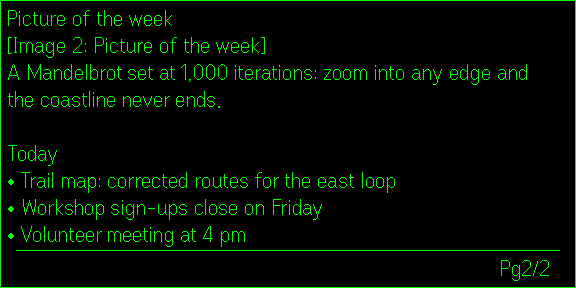 Picture of the week
[Image 2: Picture of the week]
A Mandelbrot set at 1,000 iterations: zoom into any edge and
the coastline never ends.
Today
• Trail map: corrected routes for the east loop
• Workshop sign-ups close on Friday
• Volunteer meeting at 4 pm
Pg2/2